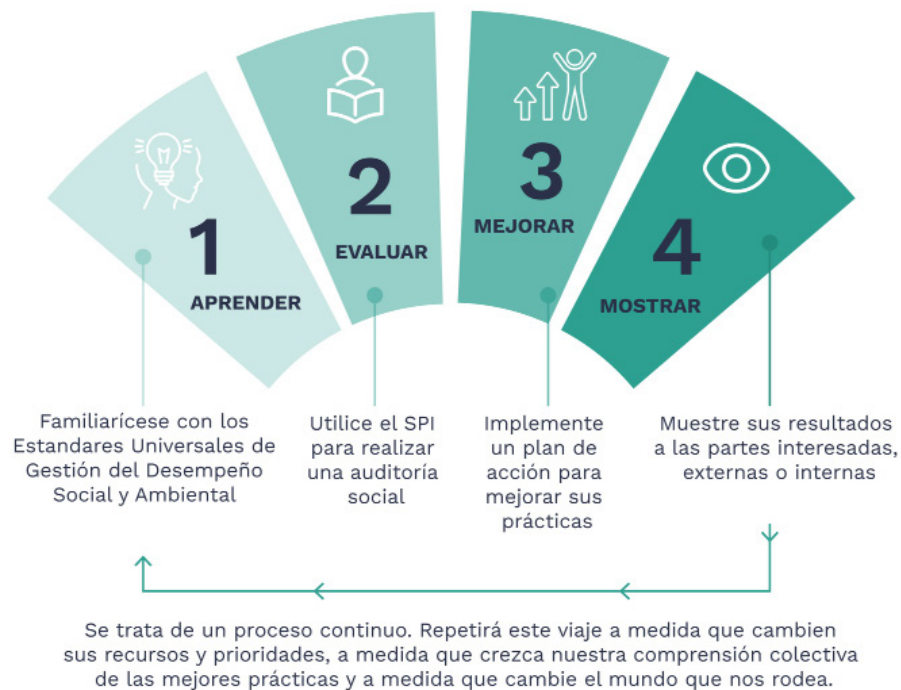 1
APRENDER
2
EVALUAR
3
MEJORAR
4
MOSTRAR
Familiarícese con los
Estandares Universales de
Gestión del Desempeño
Social y Ambiental
Utilice el SPI
para realizar
una auditoría
social
Implemente
un plan de
acción para
mejorar sus
prácticas
Muestre sus resultados
a las partes interesadas,
externas o internas
Se trata de un proceso continuo. Repetirá este viaje a medida que cambien
sus recursos y prioridades, a medida que crezca nuestra comprensión colectiva
de las mejores prácticas y a medida que cambie el mundo que nos rodea.